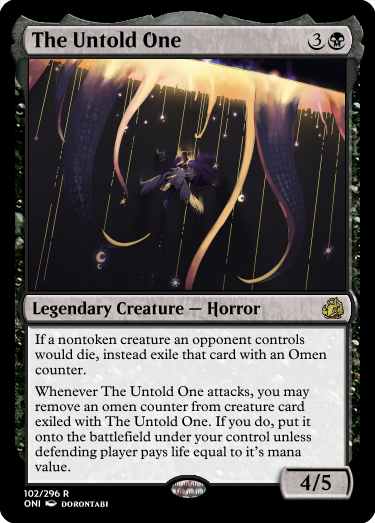 The Untold One 3
Legendary Creature — Horror
If a nontoken creature an opponent controls
would die, instead exile that card with an Omen
counter.
Whenever The Untold One attacks, you may
remove an omen counter from creature card
exiled with The Untold One. If you do, put it
onto the battlefield under your control unless
defending player pays life equal to it's mana
value.
4/5
102/296 R
ONI DORONTABI